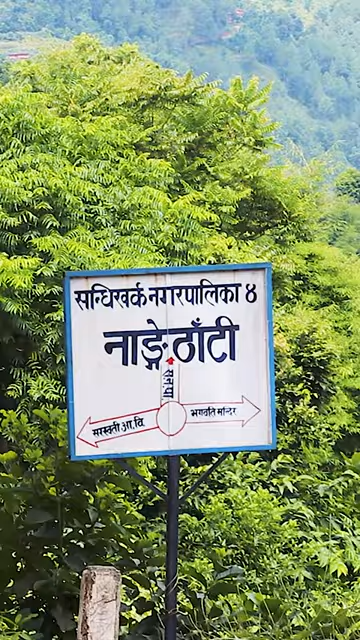 सन्धिखर्क नगरपालिका ४
नाङ्गेठाँटी
सरस्वती आ.वि.
भगवति मन्दिर